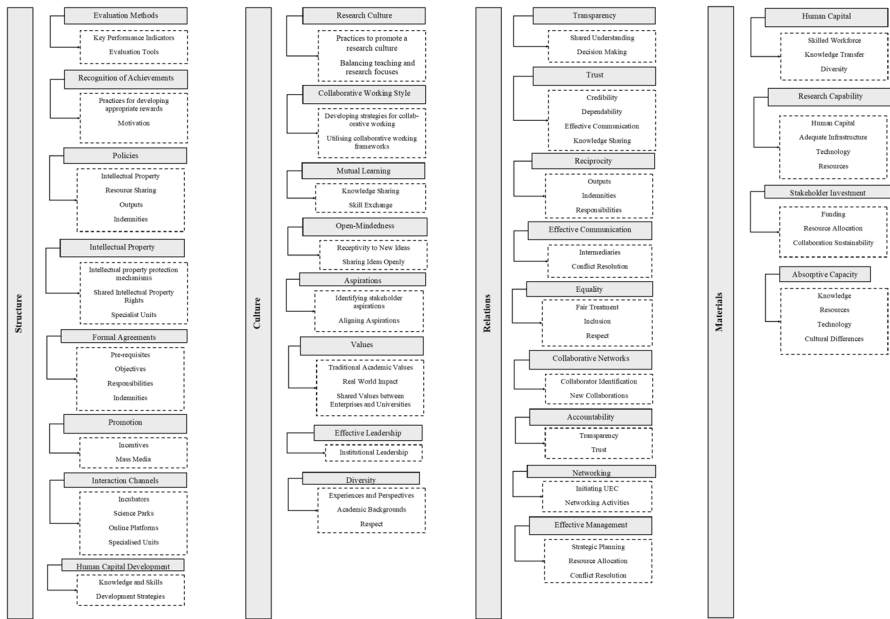 Structure
Evaluation Methods
Key Performance Indicators
Evaluation Tools
Recognition of Achievements
Practices for developing
appropriate rewards
Motivation
Policies
Intellectual Property
Resource Sharing
Outputs
Indemnities
Intellectual Property
Intellectual property protection
mechanisms
Shared Intellectual Property
Rights
Specialist Units
Formal Agreements
Pre-requisites
Objectives
Responsibilities
Indemnities
Promotion
Incentives
Mass Media
Interaction Channels
Incubators
Science Parks
Online Platforms
Specialised Units
Human Capital Development
Knowledge and Skills
Development Strategies
Culture
Research Culture
Practices to promote a
research culture
Balancing teaching and
research focuses
Collaborative Working Style
Developing strategies for collab-
orative working
Utilising collaborative working
frameworks
Mutual Learning
Knowledge Sharing
Skill Exchange
Open-Mindedness
Receptivity to New Ideas
Sharing Ideas Openly
Aspirations
Identifying stakeholder
aspirations
Aligning Aspirations
Values
Traditional Academic Values
Real World Impact
Shared Values between
Enterprises and Universities
Effective Leadership
Institutional Leadership
Diversity
Experiences and Perspectives
Academic Backgrounds
Respect
Relations
Transparency
Shared Understanding
Decision Making
Trust
Credibility
Dependability
Effective Communication
Knowledge Sharing
Reciprocity
Outputs
Indemnities
Responsibilities
Effective Communication
Intermediaries
Conflict Resolution
Equality
Fair Treatment
Inclusion
Respect
Collaborative Networks
Collaborator Identification
New Collaborations
Accountability
Transparency
Trust
Networking
Initiating UEC
Networking Activities
Effective Management
Strategic Planning
Resource Allocation
Conflict Resolution
Materials
Human Capital
Skilled Workforce
Knowledge Transfer
Diversity
Research Capability
Human Capital
Adequate Infrastructure
Technology
Resources
Stakeholder Investment
Funding
Resource Allocation
Collaboration Sustainability
Absorptive Capacity
Knowledge
Resources
Technology
Cultural Differences